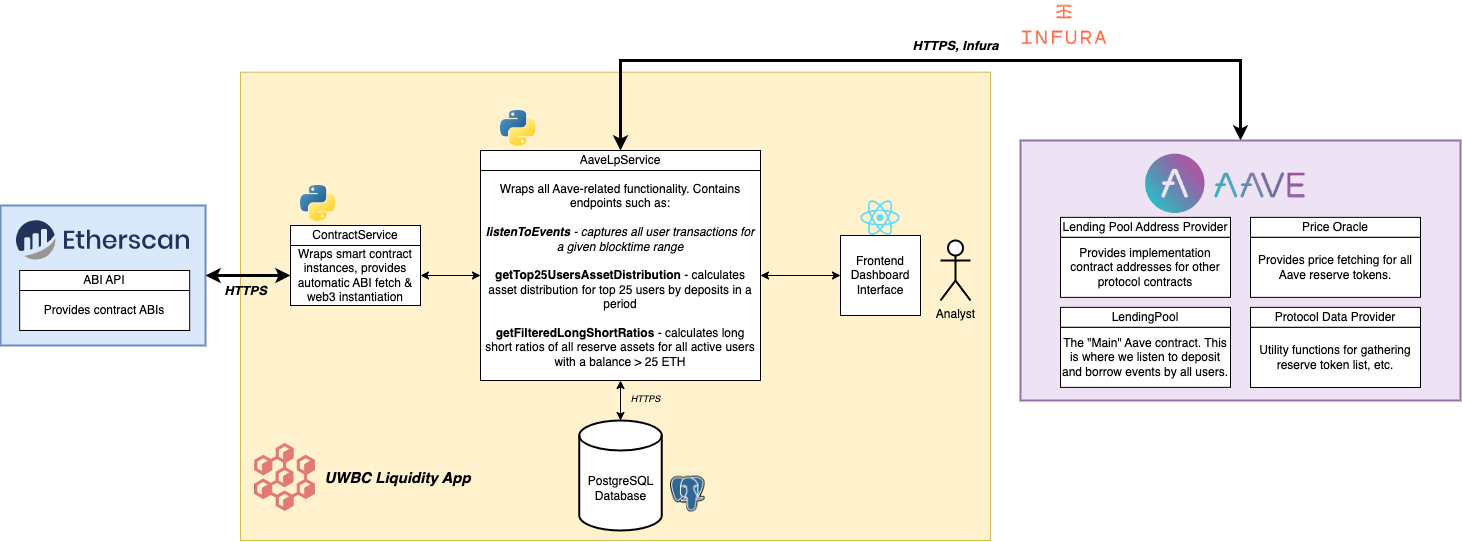 INFURA
HTTPS, Infura
AaveLpService
Wraps all Aave-related functionality. Contains
endpoints such as:
listenToEvents - captures all user transactions for
a given blocktime range
getTop25UsersAssetDistribution - calculates
asset distribution for top 25 users by deposits in a
period
getFilteredLongShortRatios - calculates long
short ratios of all reserve assets for all active users
with a balance > 25 ETH
Etherscan
ABI API
Provides contract ABIs
HTTPS
ContractService
Wraps smart contract
instances, provides
automatic ABI fetch &
web3 instantiation
Frontend
Dashboard
Interface
Analyst
AAVE
Lending Pool Address Provider
Provides implementation
contract addresses for other
protocol contracts
Price Oracle
Provides price fetching for all
Aave reserve tokens.
LendingPool
The "Main" Aave contract. This
is where we listen to deposit
and borrow events by all users.
Protocol Data Provider
Utility functions for gathering
reserve token list, etc.
HTTPS
PostgreSQL
Database
UWBC Liquidity App